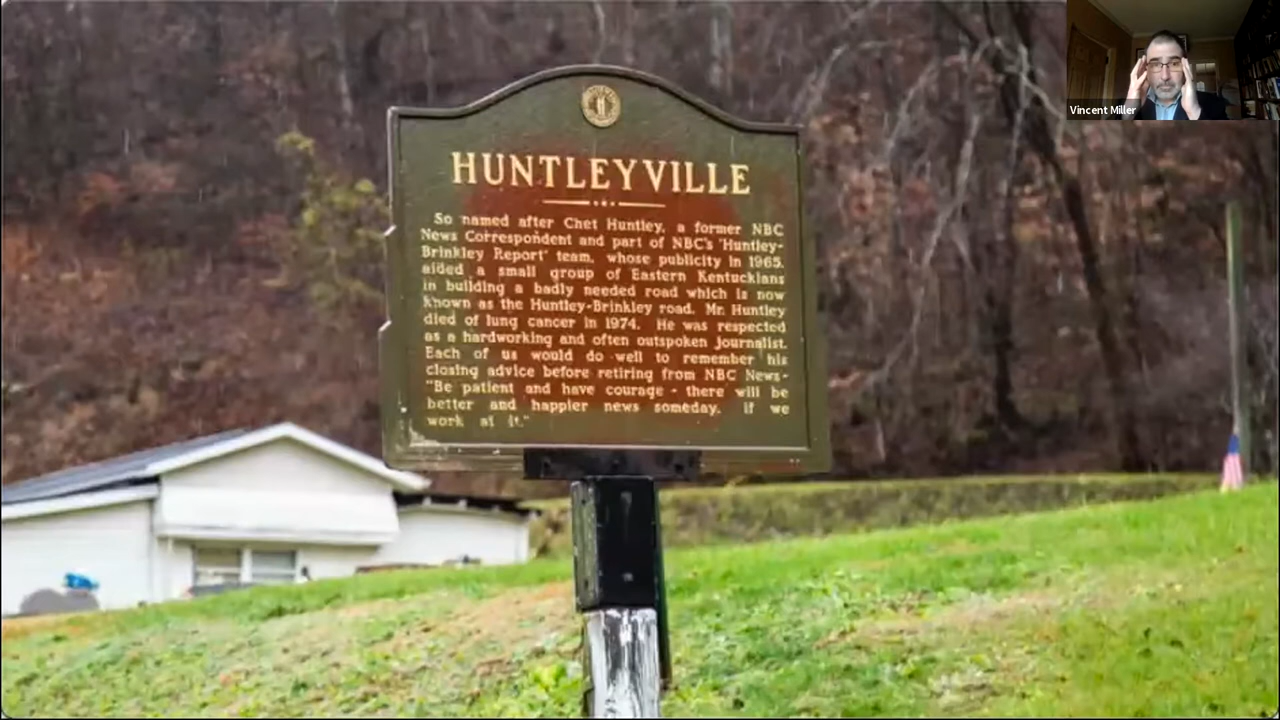 Vincent Miller
HUNTLEYVILLE
So named after Chet Huntley, a former NBC
News Correspondent and part of NBC's "Huntley-
Brinkley Report" team, whose publicity in 1965,
aided a small group of Eastern Kentuckians
in building a badly needed road which is now
known as the Huntley-Brinkley road. Mr. Huntley
died of lung cancer in 1974. He was respected
as a hardworking and often outspoken journalist.
Each of us would do well to remember his
closing advice before retiring from NBC News-
"Be patient and have courage - there will be
better and happier news someday, if we
work at it."